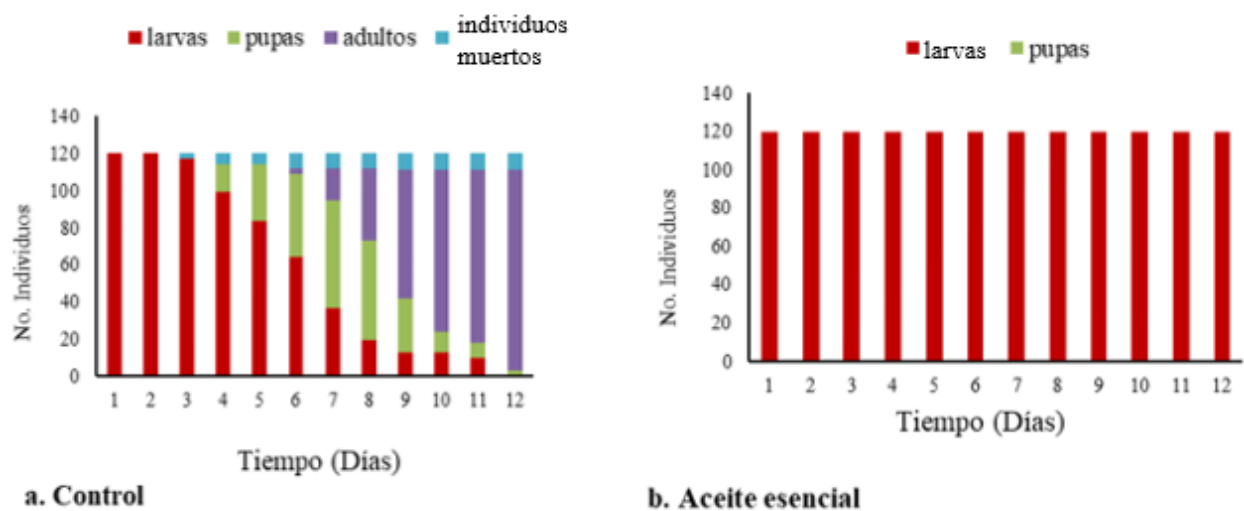 larvas pupas adultos individuos
muertos
140
120
100
80
60
40
20
0
No. Individuos
1 2 3 4 5 6 7 8 9 10 11 12
Tiempo (Días)
a. Control
larvas pupas
140
120
100
80
60
40
20
0
No. Individuos
1 2 3 4 5 6 7 8 9 10 11 12
Tiempo (Días)
b. Aceite esencial